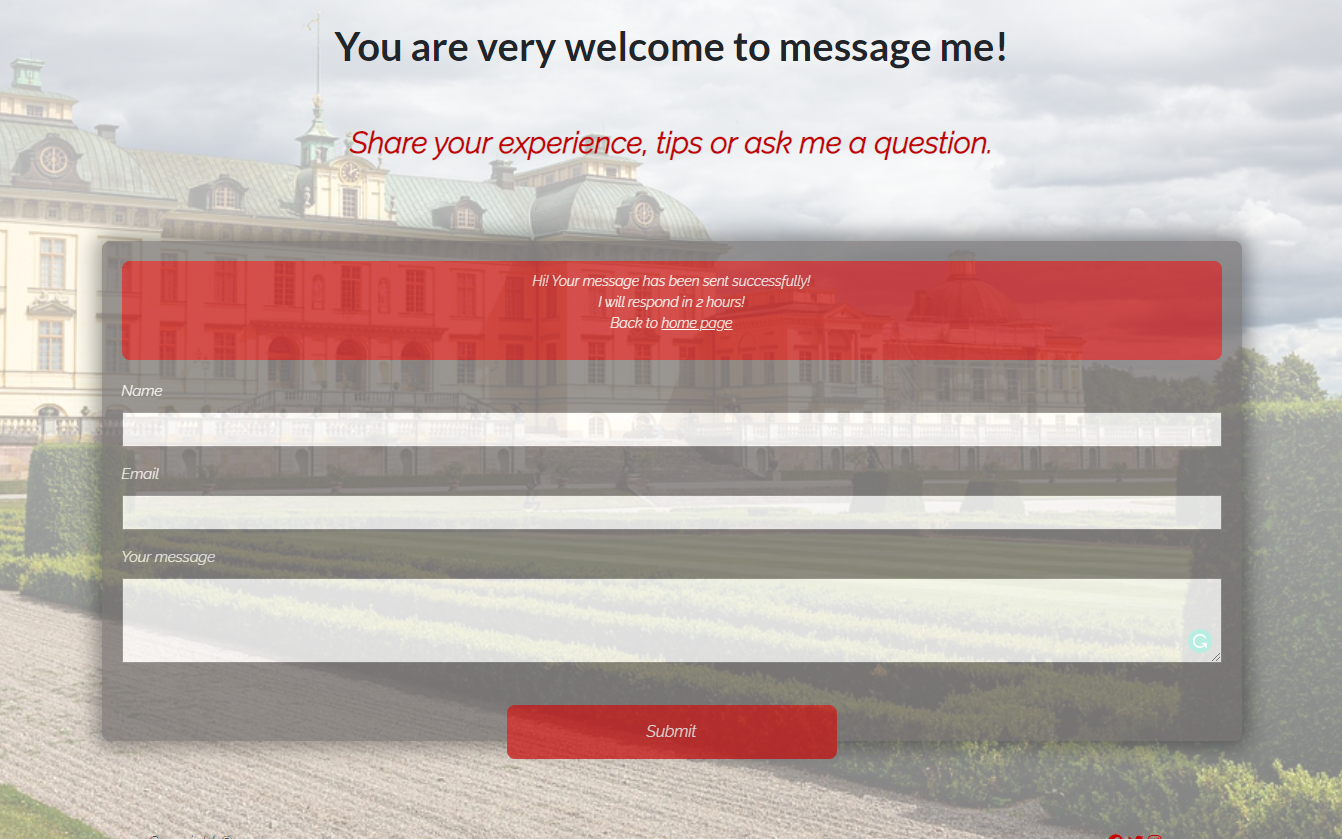 You are very welcome to message me!
Share your experience, tips or ask me a question.
Hi! Your message has been sent successfully!
I will respond in 2 hours!
Back to home page
Name
Email
Your message
Submit